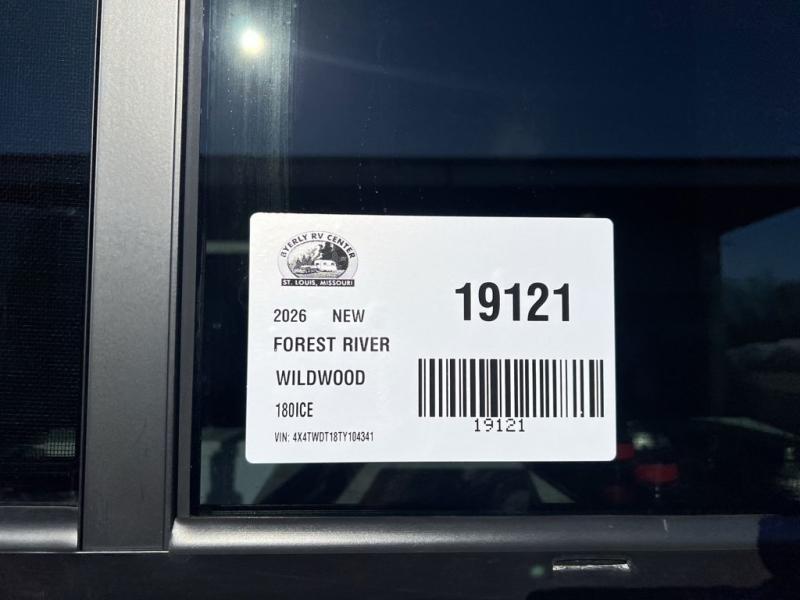 BYERLY RV CENTER
ST. LOUIS, MISSOURI
19121
2026 NEW
FOREST RIVER
WILDWOOD
180ICE
VIN: 4X4TWDT18TY104341
19121